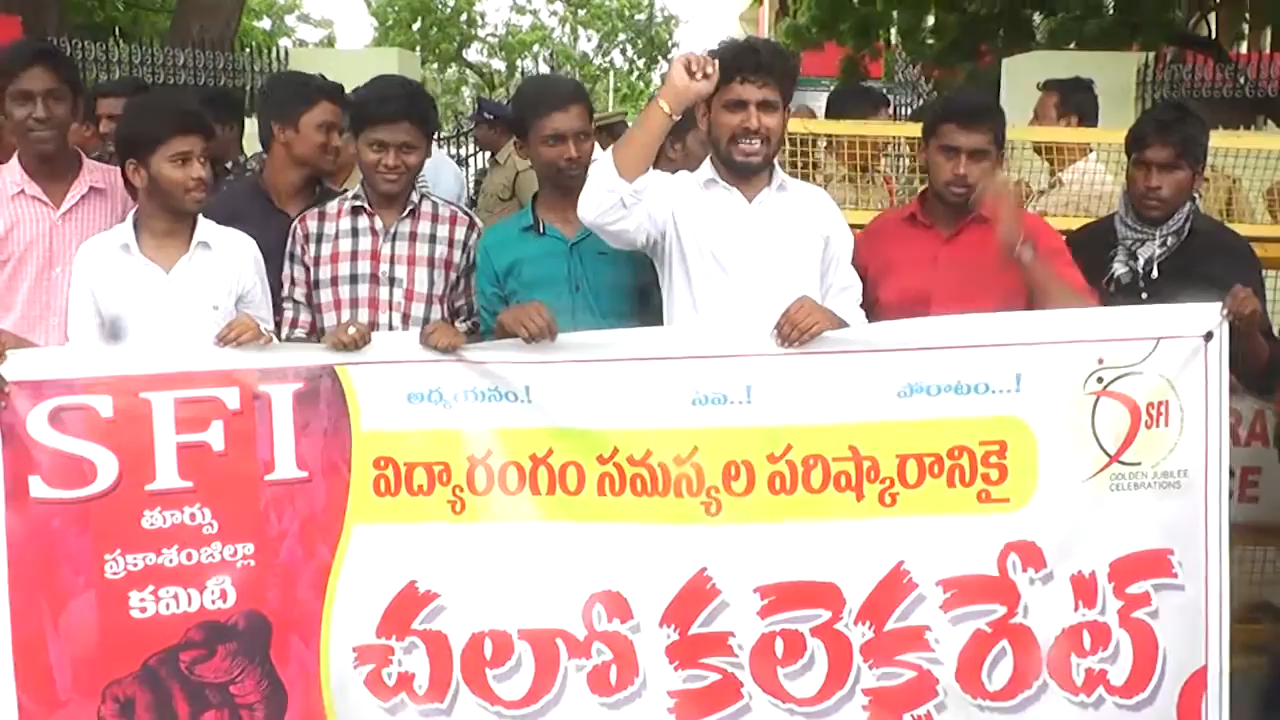 SFI
తూర్పు
ప్రకాశంజిల్లా
కమిటి
అధ్యయనం.! సేవ..! పోరాటం...!
విద్యారంగం సమస్యల పరిష్కారానికై
చలో కలెక్టరేట్
SFI
GOLDEN JUBILEE
CELEBRATIONS